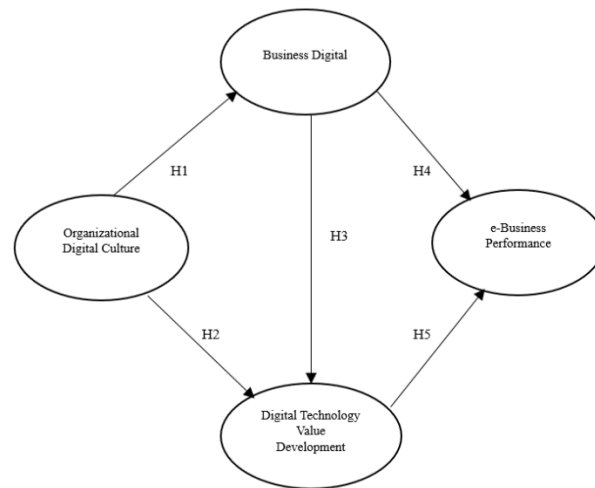 Business Digital
H1
H4
Organizational
Digital Culture
H3
e-Business
Performance
H2
H5
Digital Technology
Value
Development